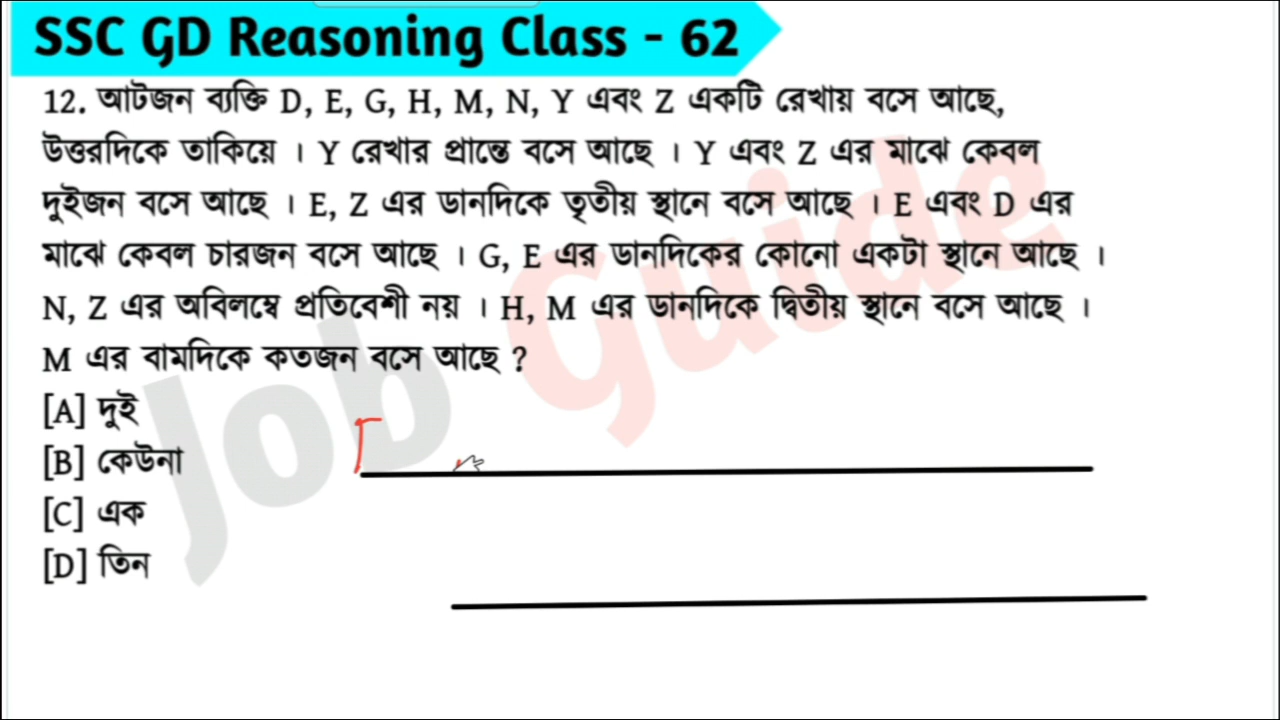 SSC GD Reasoning Class - 62
12. আটজন ব্যক্তি D, E, G, H, M, N, Y এবং Z একটি রেখায় বসে আছে,
উত্তরদিকে তাকিয়ে । Y রেখার প্রান্তে বসে আছে । Y এবং Z এর মাঝে কেবল
দুইজন বসে আছে । E, Z এর ডানদিকে তৃতীয় স্থানে বসে আছে । E এবং D এর
মাঝে কেবল চারজন বসে আছে । G, E এর ডানদিকের কোনো একটা স্থানে আছে ।
N, Z এর অবিলম্বে প্রতিবেশী নয় । H, M এর ডানদিকে দ্বিতীয় স্থানে বসে আছে ।
M এর বামদিকে কতজন বসে আছে ?
[A] দুই
[B] কেউনা
[C] এক
[D] তিন
Job Guide